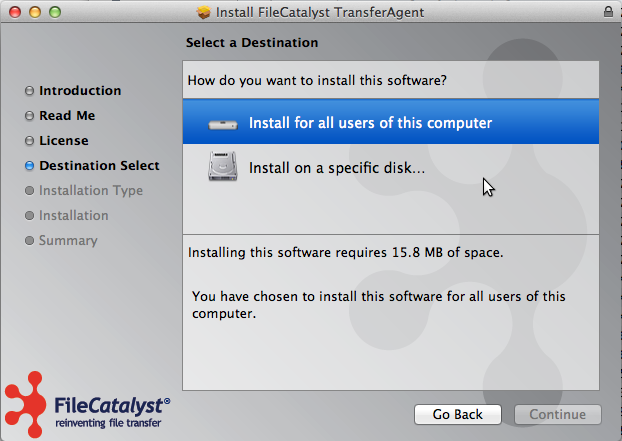 Install FileCatalyst TransferAgent
Select a Destination
How do you want to install this software?
Introduction
Read Me
License
Destination Select
Installation Type
Installation
Summary
Install for all users of this computer
Install on a specific disk...
Installing this software requires 15.8 MB of space.
You have chosen to install this software for all users of this
computer.
FileCatalyst®
reinventing file transfer
Go Back
Continue